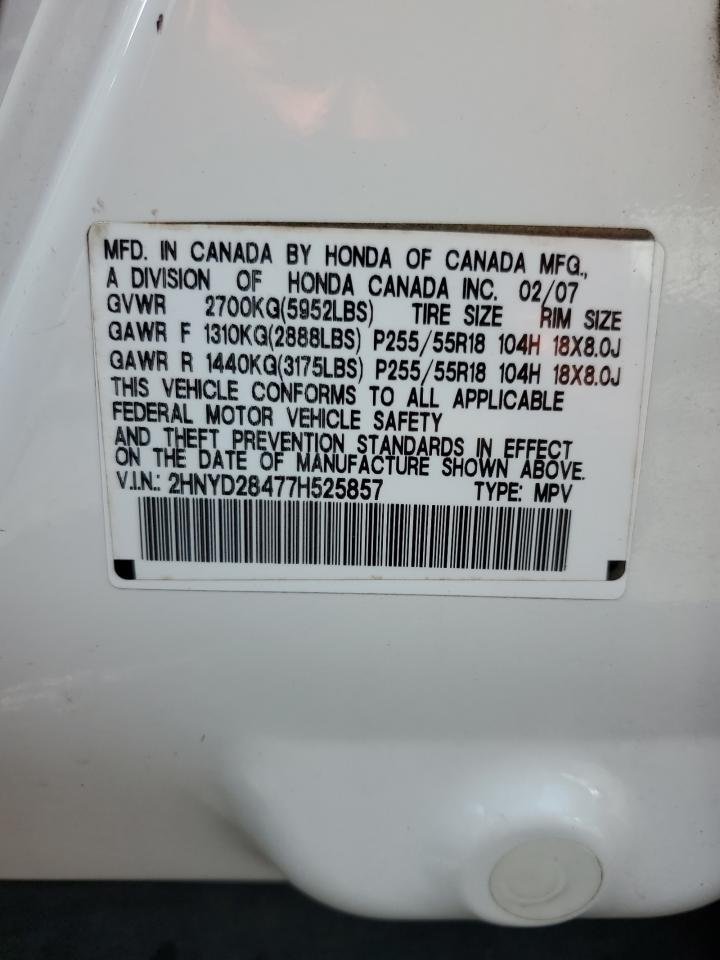 MFD. IN CANADA BY HONDA OF CANADA MFG.,
A DIVISION OF HONDA CANADA INC. 02/07
GVWR 2700KG(5952LBS) TIRE SIZE RIM SIZE
GAWR F 1310KG(2888LBS) P255/55R18 104H 18X8.0J
GAWR R 1440KG(3175LBS) P255/55R18 104H 18X8.0J
THIS VEHICLE CONFORMS TO ALL APPLICABLE
FEDERAL MOTOR VEHICLE SAFETY
AND THEFT PREVENTION STANDARDS IN EFFECT
ON THE DATE OF MANUFACTURE SHOWN ABOVE.
V.I.N.: 2HNYD28477H525857 TYPE: MPV